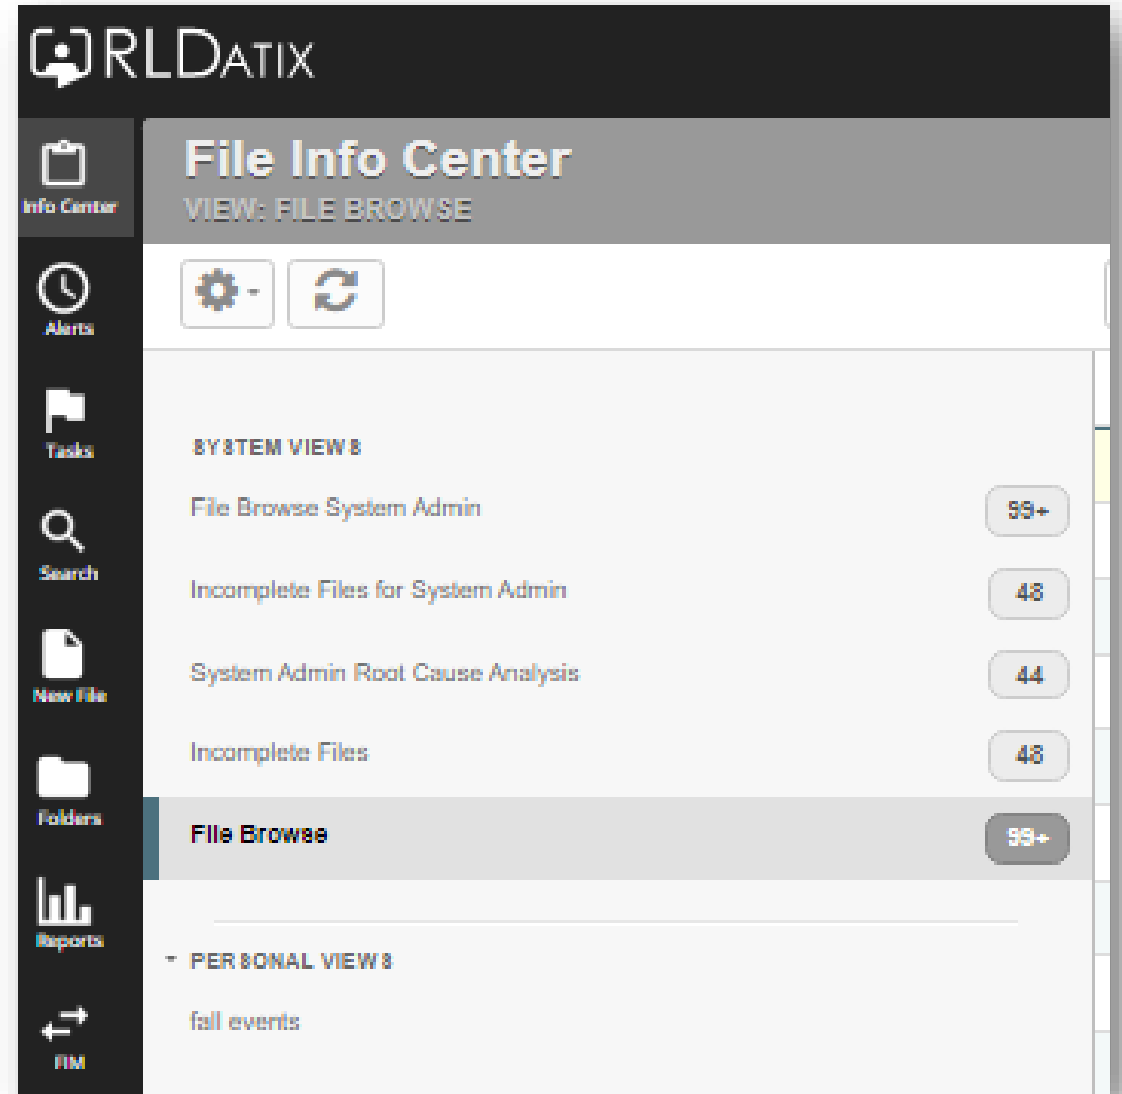 RLDATIX
File Info Center
VIEW: FILE BROWSE
Info Center
Alerts
Tasks
Search
New File
Folders
Reports
FIM
SYSTEM VIEWS
File Browse System Admin 99+
Incomplete Files for System Admin 48
System Admin Root Cause Analysis 44
Incomplete Files 48
File Browse 99+
PERSONAL VIEWS
fall events